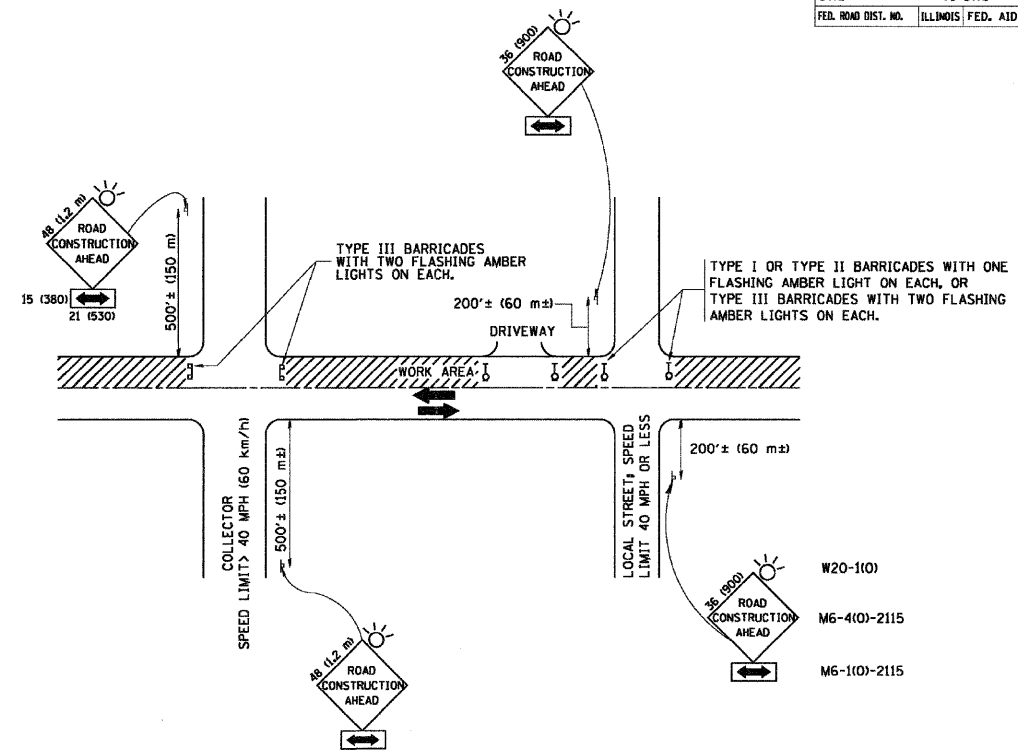 FED. ROAD DIST. NO. ILLINOIS FED. AID
36 (900)
ROAD
CONSTRUCTION
AHEAD
48 (1.2 m)
ROAD
CONSTRUCTION
AHEAD
15 (380)
21 (530)
500'± (150 m)
TYPE III BARRICADES
WITH TWO FLASHING AMBER
LIGHTS ON EACH.
200'± (60 m±)
DRIVEWAY
TYPE I OR TYPE II BARRICADES WITH ONE
FLASHING AMBER LIGHT ON EACH, OR
TYPE III BARRICADES WITH TWO FLASHING
AMBER LIGHTS ON EACH.
WORK AREA
COLLECTOR
SPEED LIMIT> 40 MPH (60 km/h)
500'± (150 m±)
LOCAL STREET; SPEED
LIMIT 40 MPH OR LESS
200'± (60 m±)
48 (1.2 m)
ROAD
CONSTRUCTION
AHEAD
36 (900)
ROAD
CONSTRUCTION
AHEAD
W20-1(O)
M6-4(O)-2115
M6-1(O)-2115